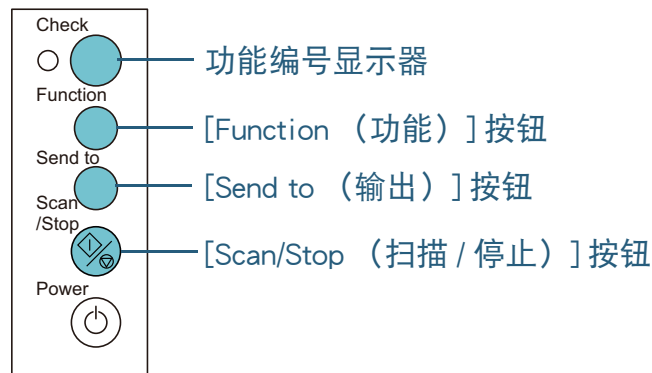 Check
功能编号显示器
Function
[Function （功能）] 按钮
Send to
[Send to （输出）] 按钮
Scan
/Stop
[Scan/Stop （扫描 / 停止）] 按钮
Power